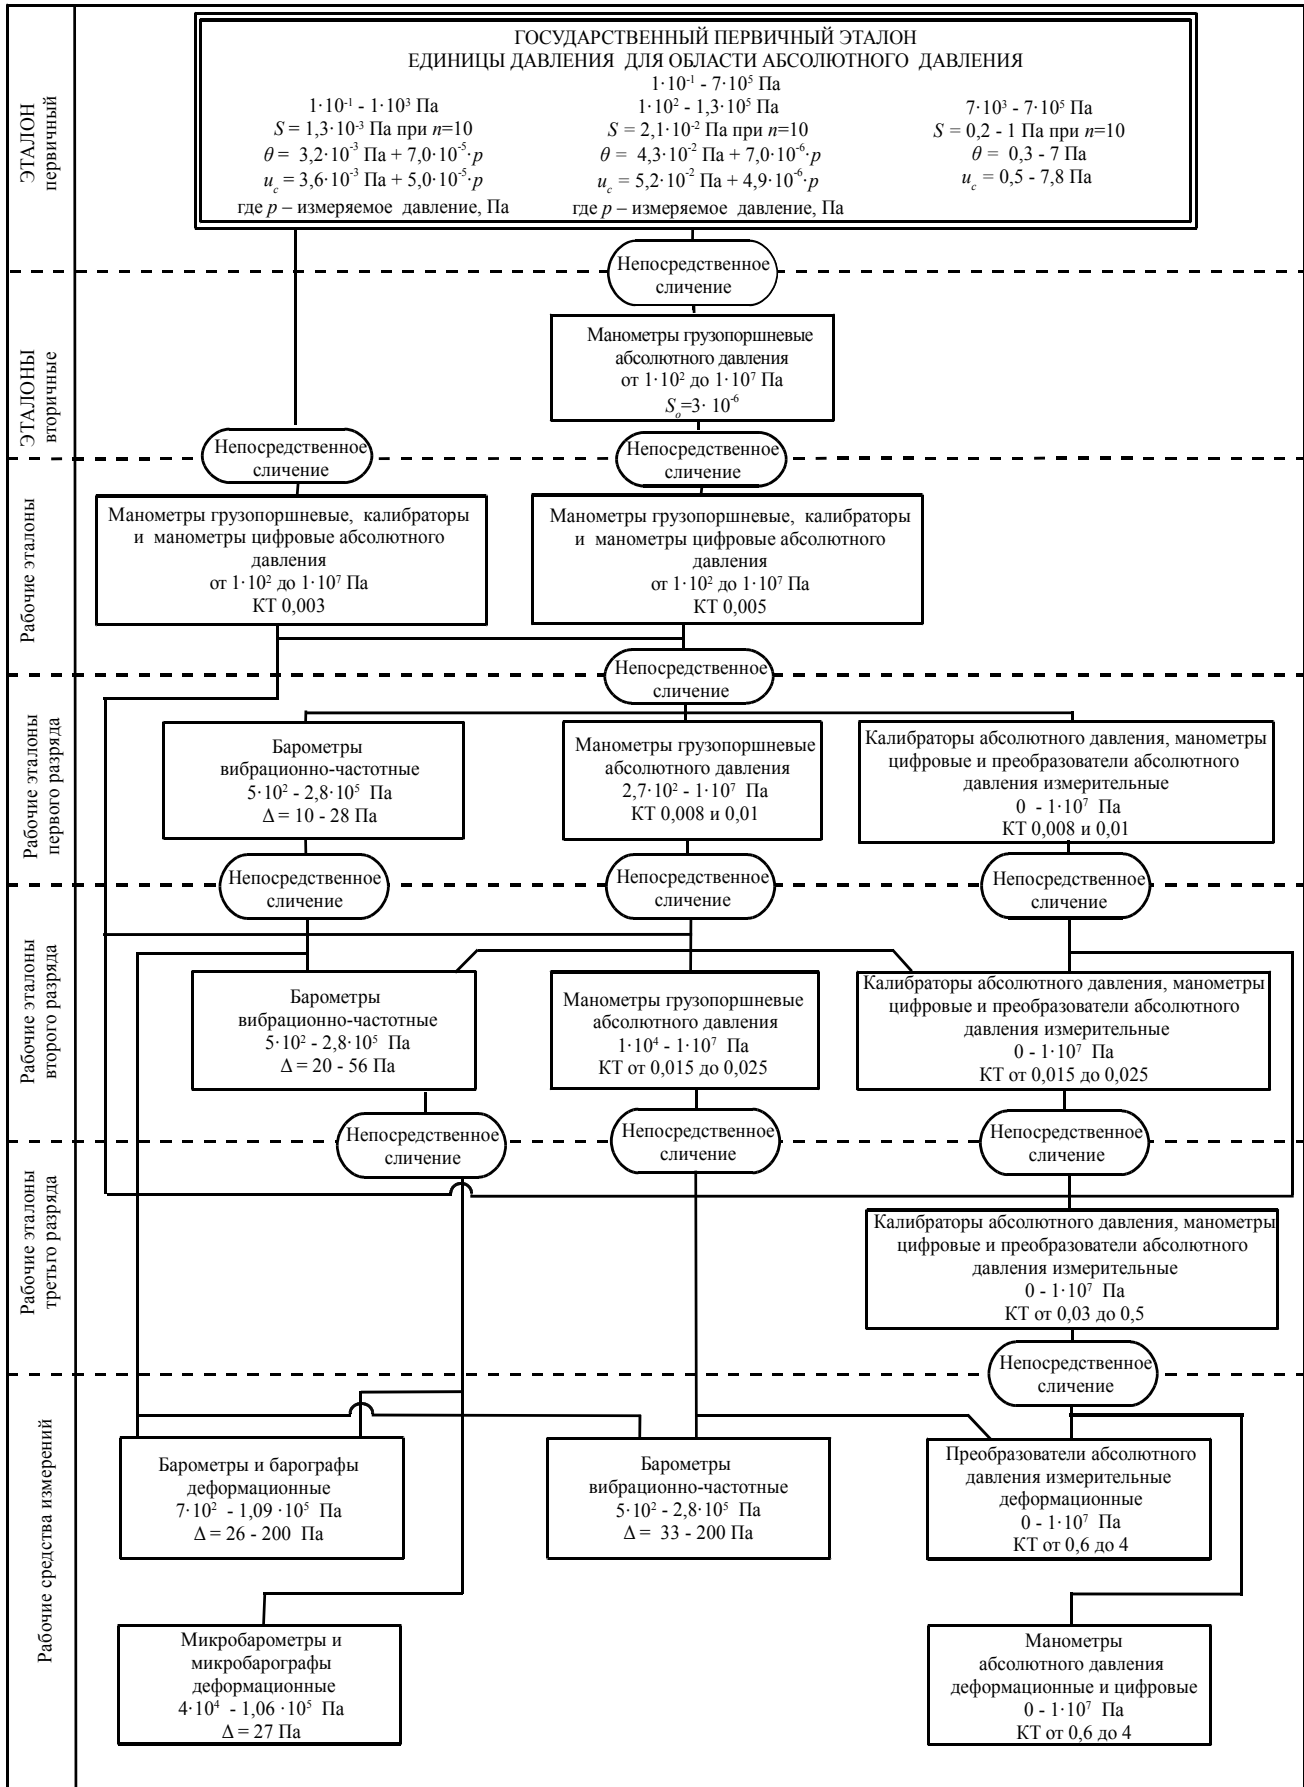 ЭТАЛОН
первичный
ГОСУДАРСТВЕННЫЙ ПЕРВИЧНЫЙ ЭТАЛОН
ЕДИНИЦЫ ДАВЛЕНИЯ ДЛЯ ОБЛАСТИ АБСОЛЮТНОГО ДАВЛЕНИЯ
1·10⁻¹ - 7·10⁵ Па
1·10⁻¹ - 1·10³ Па
S = 1,3·10⁻³ Па при n=10
θ = 3,2·10⁻³ Па + 7,0·10⁻⁵·p
u_c = 3,6·10⁻³ Па + 5,0·10⁻⁵·p
где p – измеряемое давление, Па
1·10² - 1,3·10⁵ Па
S = 2,1·10⁻² Па при n=10
θ = 4,3·10⁻² Па + 7,0·10⁻⁶·p
u_c = 5,2·10⁻² Па + 4,9·10⁻⁶·p
где p – измеряемое давление, Па
7·10³ - 7·10⁵ Па
S = 0,2 - 1 Па при n=10
θ = 0,3 - 7 Па
u_c = 0,5 - 7,8 Па
Непосредственное
сличение
ЭТАЛОНЫ
вторичные
Манометры грузопоршневые
абсолютного давления
от 1·10² до 1·10⁷ Па
S_o=3· 10⁻⁶
Непосредственное
сличение
Непосредственное
сличение
Рабочие эталоны
Манометры грузопоршневые, калибраторы
и манометры цифровые абсолютного
давления
от 1·10² до 1·10⁷ Па
КТ 0,003
Манометры грузопоршневые, калибраторы
и манометры цифровые абсолютного
давления
от 1·10² до 1·10⁷ Па
КТ 0,005
Непосредственное
сличение
Рабочие эталоны
первого разряда
Барометры
вибрационно-частотные
5·10² - 2,8·10⁵ Па
Δ = 10 - 28 Па
Манометры грузопоршневые
абсолютного давления
2,7·10² - 1·10⁷ Па
КТ 0,008 и 0,01
Калибраторы абсолютного давления, манометры
цифровые и преобразователи абсолютного
давления измерительные
0 - 1·10⁷ Па
КТ 0,008 и 0,01
Непосредственное
сличение
Непосредственное
сличение
Непосредственное
сличение
Рабочие эталоны
второго разряда
Барометры
вибрационно-частотные
5·10² - 2,8·10⁵ Па
Δ = 20 - 56 Па
Манометры грузопоршневые
абсолютного давления
1·10⁴ - 1·10⁷ Па
КТ от 0,015 до 0,025
Калибраторы абсолютного давления, манометры
цифровые и преобразователи абсолютного
давления измерительные
0 - 1·10⁷ Па
КТ от 0,015 до 0,025
Непосредственное
сличение
Непосредственное
сличение
Непосредственное
сличение
Рабочие эталоны
третьего разряда
Калибраторы абсолютного давления, манометры
цифровые и преобразователи абсолютного
давления измерительные
0 - 1·10⁷ Па
КТ от 0,03 до 0,5
Непосредственное
сличение
Рабочие средства измерений
Барометры и барографы
деформационные
7·10² - 1,09 ·10⁵ Па
Δ = 26 - 200 Па
Барометры
вибрационно-частотные
5·10² - 2,8·10⁵ Па
Δ = 33 - 200 Па
Преобразователи абсолютного
давления измерительные
деформационные
0 - 1·10⁷ Па
КТ от 0,6 до 4
Микробарометры и
микробарографы
деформационные
4·10⁴ - 1,06 ·10⁵ Па
Δ = 27 Па
Манометры
абсолютного давления
деформационные и цифровые
0 - 1·10⁷ Па
КТ от 0,6 до 4